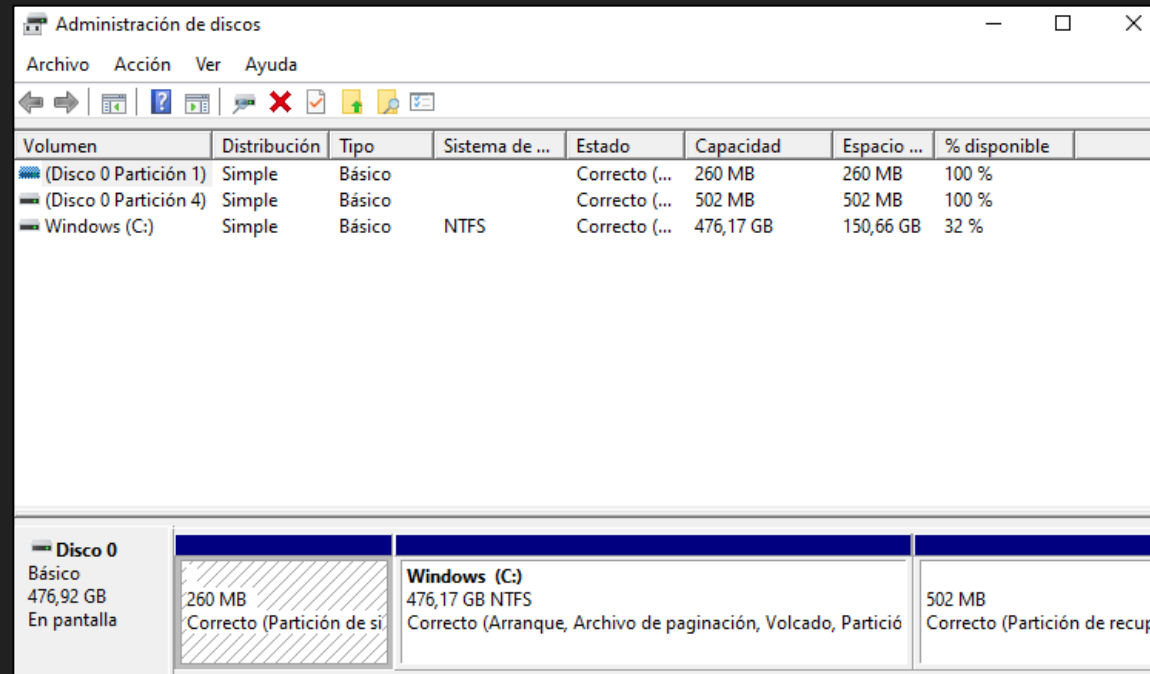 Administración de discos
Archivo Acción Ver Ayuda
Volumen Distribución Tipo Sistema de ... Estado Capacidad Espacio ... % disponible
(Disco 0 Partición 1) Simple Básico Correcto (... 260 MB 260 MB 100 %
(Disco 0 Partición 4) Simple Básico Correcto (... 502 MB 502 MB 100 %
Windows (C:) Simple Básico NTFS Correcto (... 476,17 GB 150,66 GB 32 %
Disco 0
Básico
476,92 GB
En pantalla
260 MB
Correcto (Partición de si
Windows (C:)
476,17 GB NTFS
Correcto (Arranque, Archivo de paginación, Volcado, Partició
502 MB
Correcto (Partición de recup